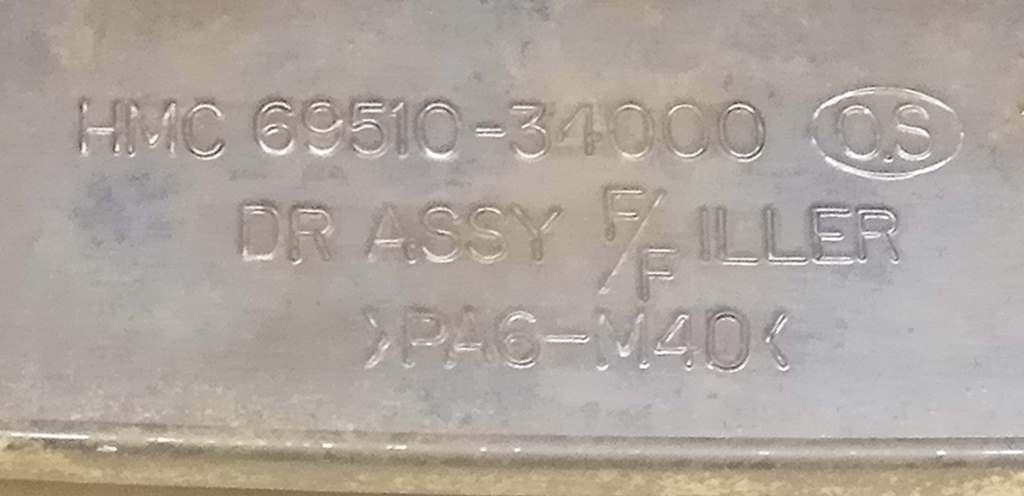 HMC 69510-34000 O.S
DR ASSY F/F ILLER
>PA6-M40<